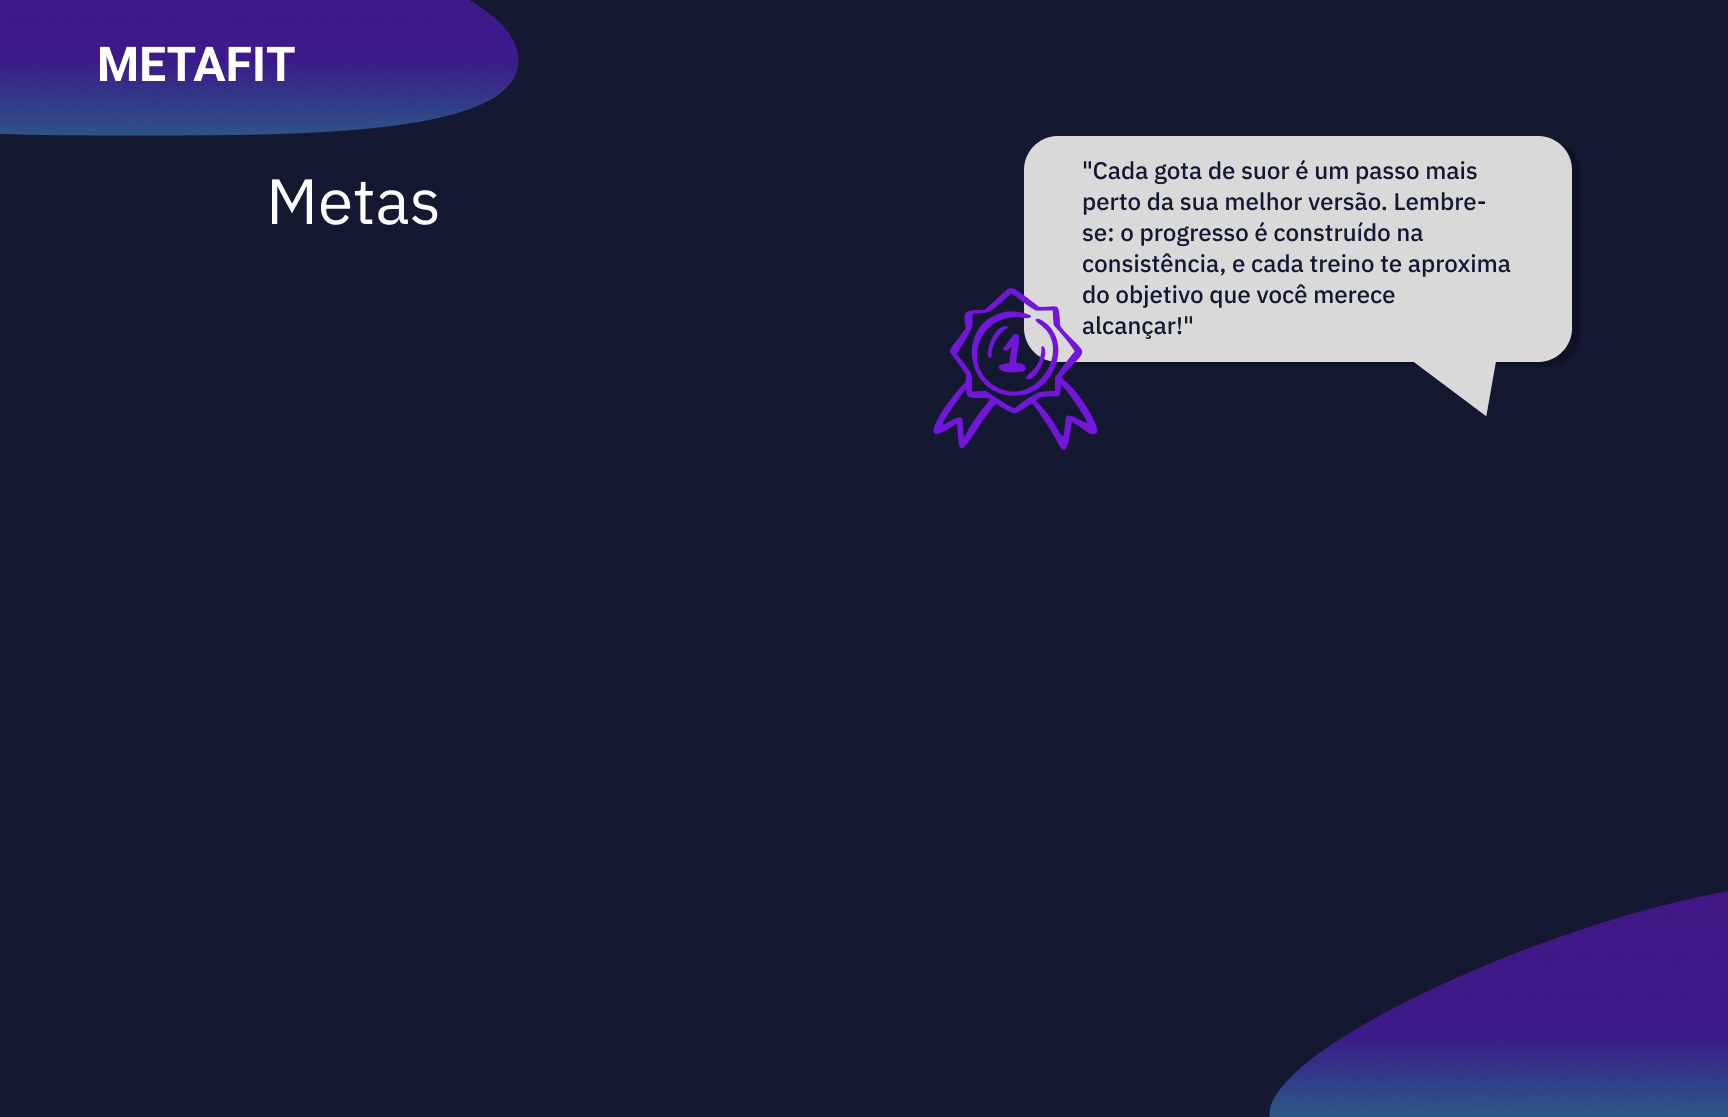 METAFIT
Metas
"Cada gota de suor é um passo mais
perto da sua melhor versão. Lembre-
se: o progresso é construído na
consistência, e cada treino te aproxima
do objetivo que você merece
alcançar!"
1